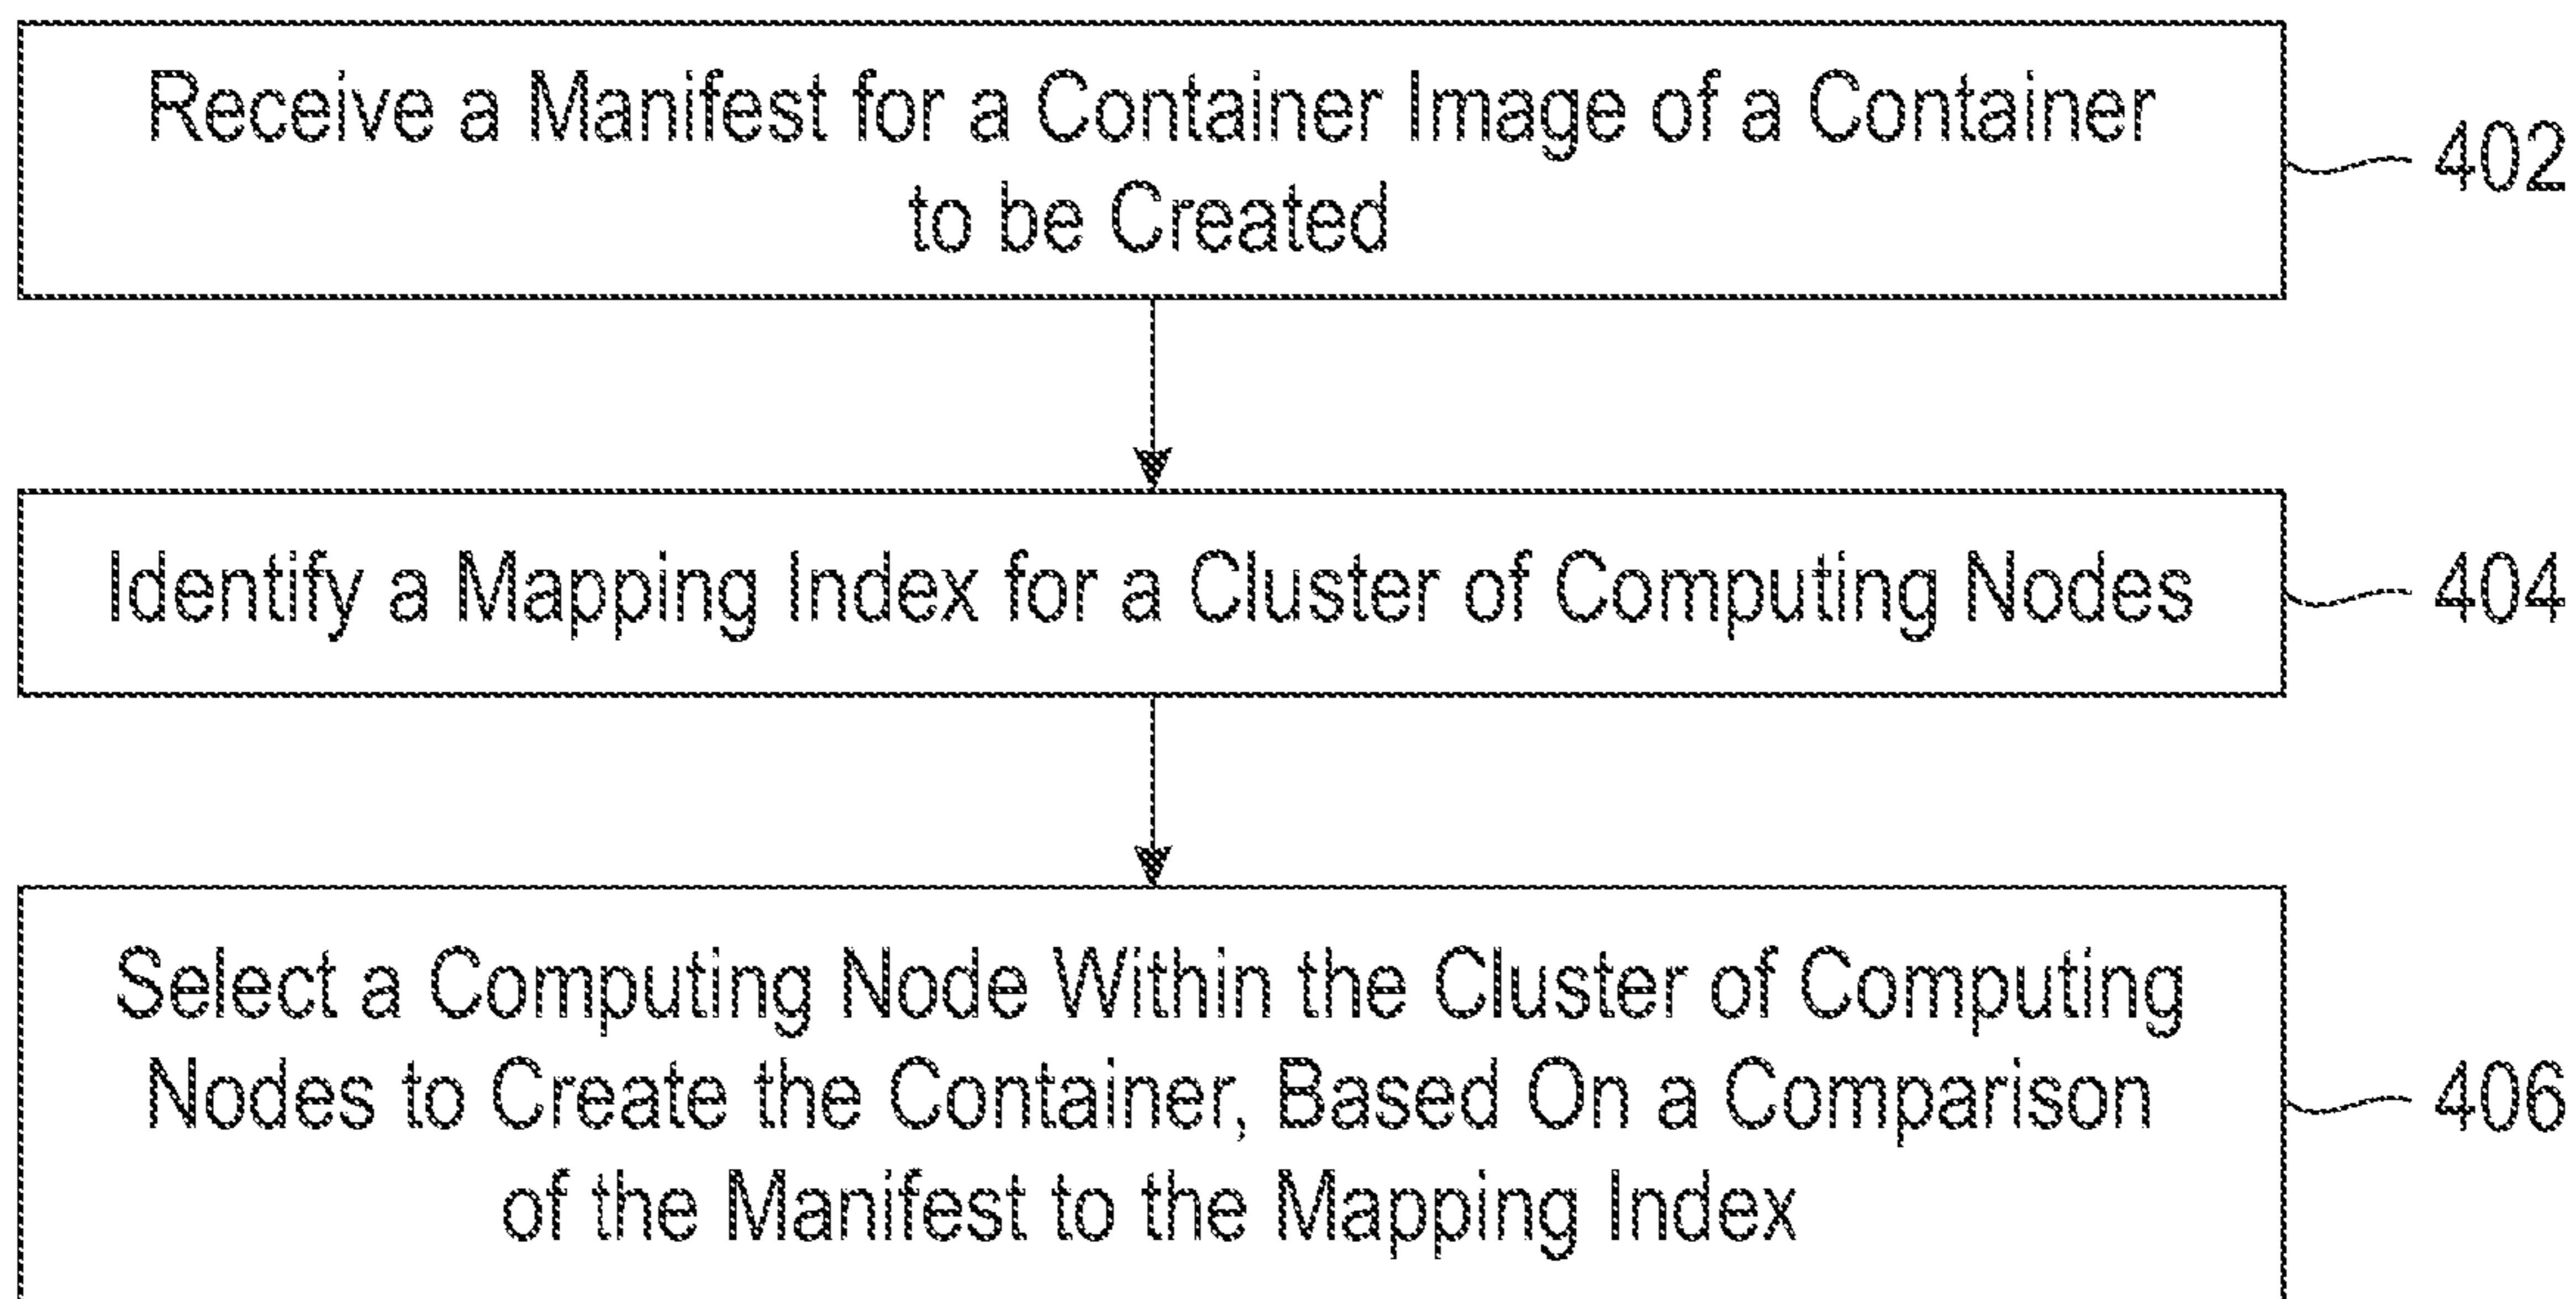 Receive a Manifest for a Container Image of a Container
to be Created
402
Identify a Mapping Index for a Cluster of Computing Nodes
404
Select a Computing Node Within the Cluster of Computing
Nodes to Create the Container, Based On a Comparison
of the Manifest to the Mapping Index
406